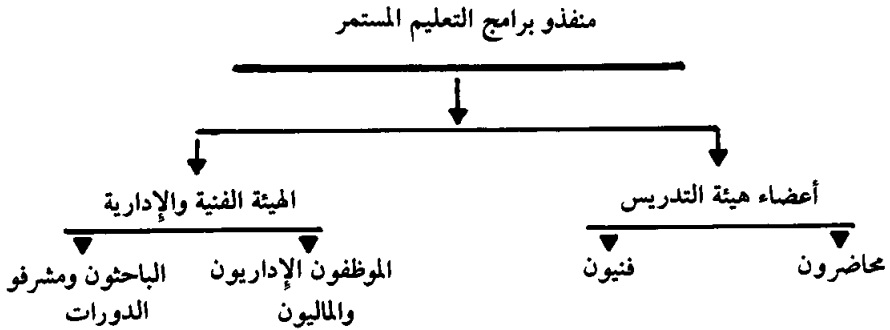 منفذو برامج التعليم المستمر
أعضاء هيئة التدريس
الهيئة الفنية والإدارية
محاضرون
فنيون
الموظفون الإداريون
والماليون
الباحثون ومشرفو
الدورات